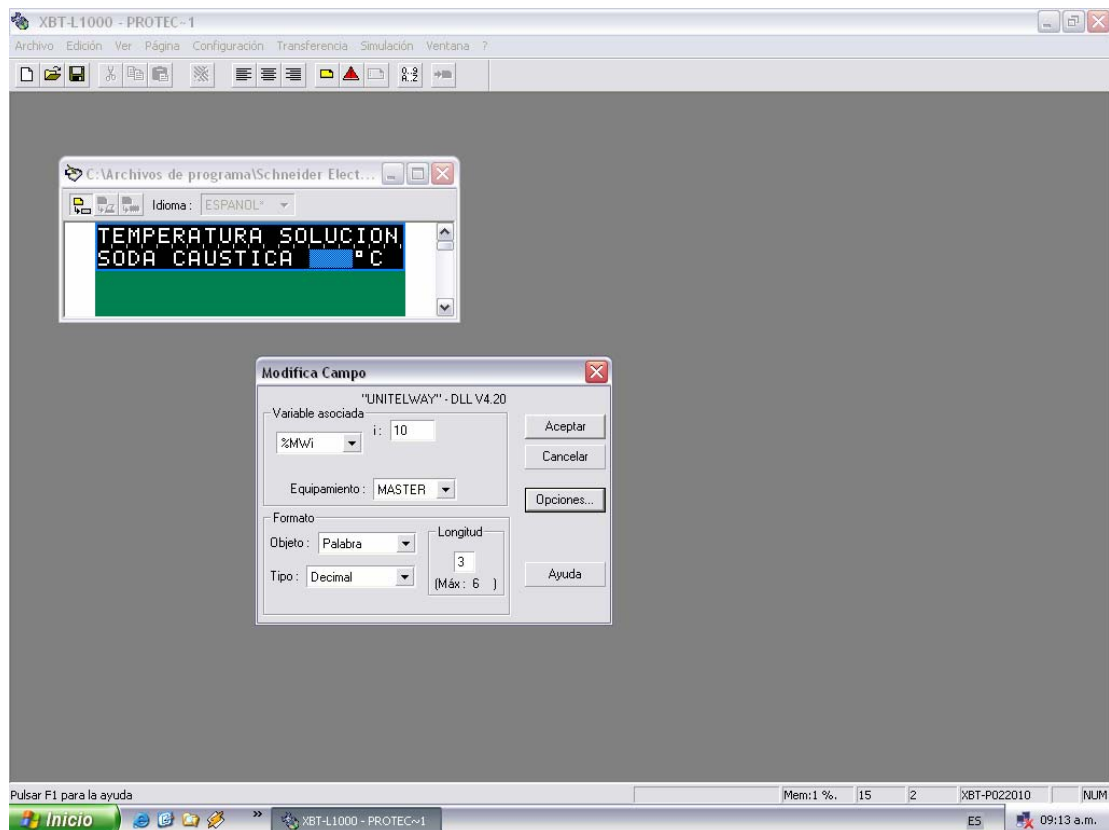 XBT-L1000 - PROTEC~1
Archivo Edición Ver Página Configuración Transferencia Simulación Ventana ?
C:\Archivos de programa\Schneider Elect...
Idioma : ESPANOL*
TEMPERATURA SOLUCION
SODA CAUSTICA °C
Modifica Campo
"UNITELWAY" - DLL V4.20
Variable asociada
%MWi
i : 10
Equipamiento : MASTER
Formato
Objeto : Palabra
Tipo : Decimal
Longitud
3
(Máx : 6 )
Aceptar
Cancelar
Opciones...
Ayuda
Pulsar F1 para la ayuda
Mem:1 %. 15 2 XBT-P022010 NUM
Inicio
»
XBT-L1000 - PROTEC~1
ES
09:13 a.m.